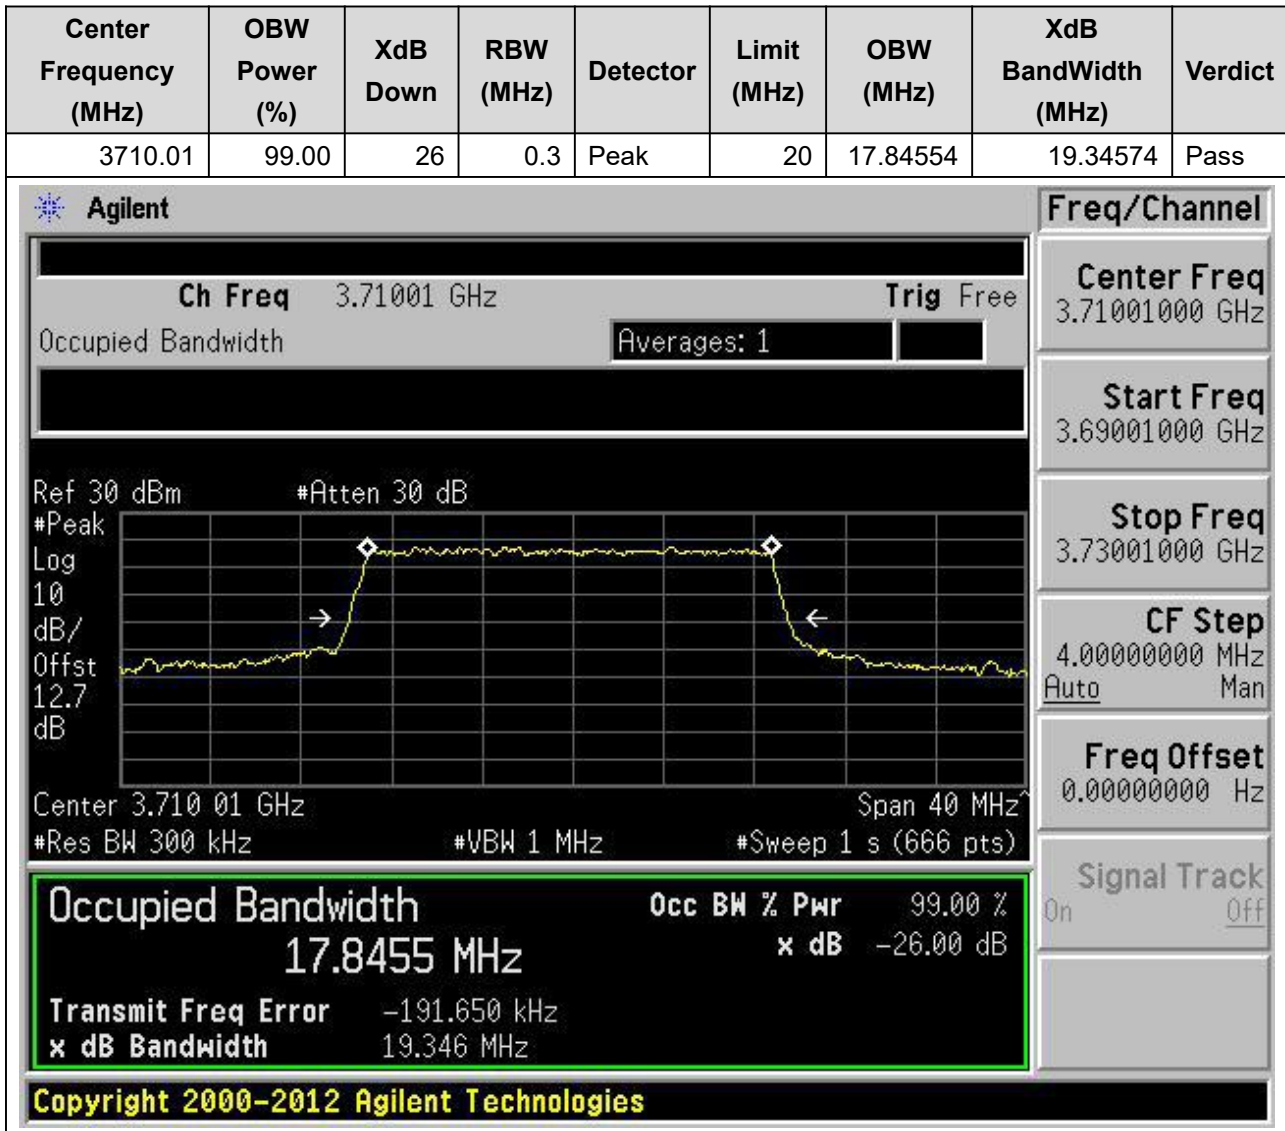 Center Frequency (MHz) OBW Power (%) XdB Down RBW (MHz) Detector Limit (MHz) OBW (MHz) XdB BandWidth (MHz) Verdict
3710.01 99.00 26 0.3 Peak 20 17.84554 19.34574 Pass
Agilent
Freq/Channel
Ch Freq 3.71001 GHz Trig Free
Occupied Bandwidth Averages: 1
Center Freq
3.71001000 GHz
Start Freq
3.69001000 GHz
Stop Freq
3.73001000 GHz
CF Step
4.00000000 MHz
Auto Man
Freq Offset
0.00000000 Hz
Signal Track
On Off
Ref 30 dBm #Atten 30 dB
#Peak
Log
10
dB/
Offst
12.7
dB
Center 3.710 01 GHz Span 40 MHz^
#Res BW 300 kHz #VBW 1 MHz #Sweep 1 s (666 pts)
Occupied Bandwidth Occ BW % Pwr 99.00 %
17.8455 MHz x dB -26.00 dB
Transmit Freq Error -191.650 kHz
x dB Bandwidth 19.346 MHz
Copyright 2000-2012 Agilent Technologies